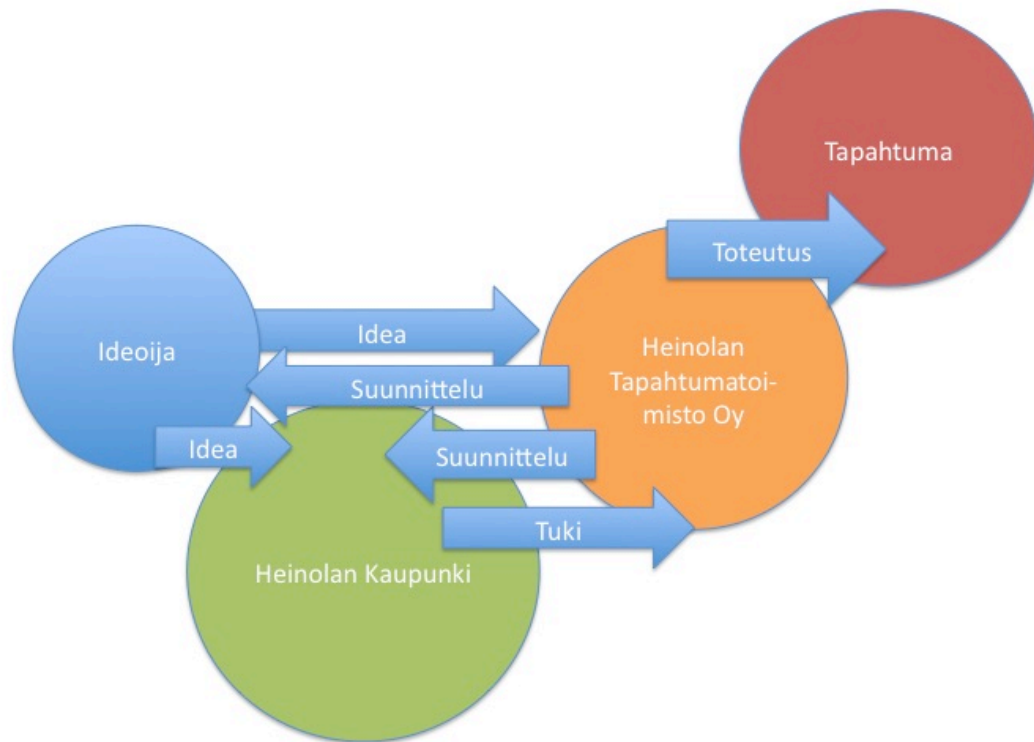 Tapahtuma
Toteutus
Ideoija
Idea
Heinolan
Tapahtumatoi-
misto Oy
Suunnittelu
Idea
Suunnittelu
Tuki
Heinolan Kaupunki